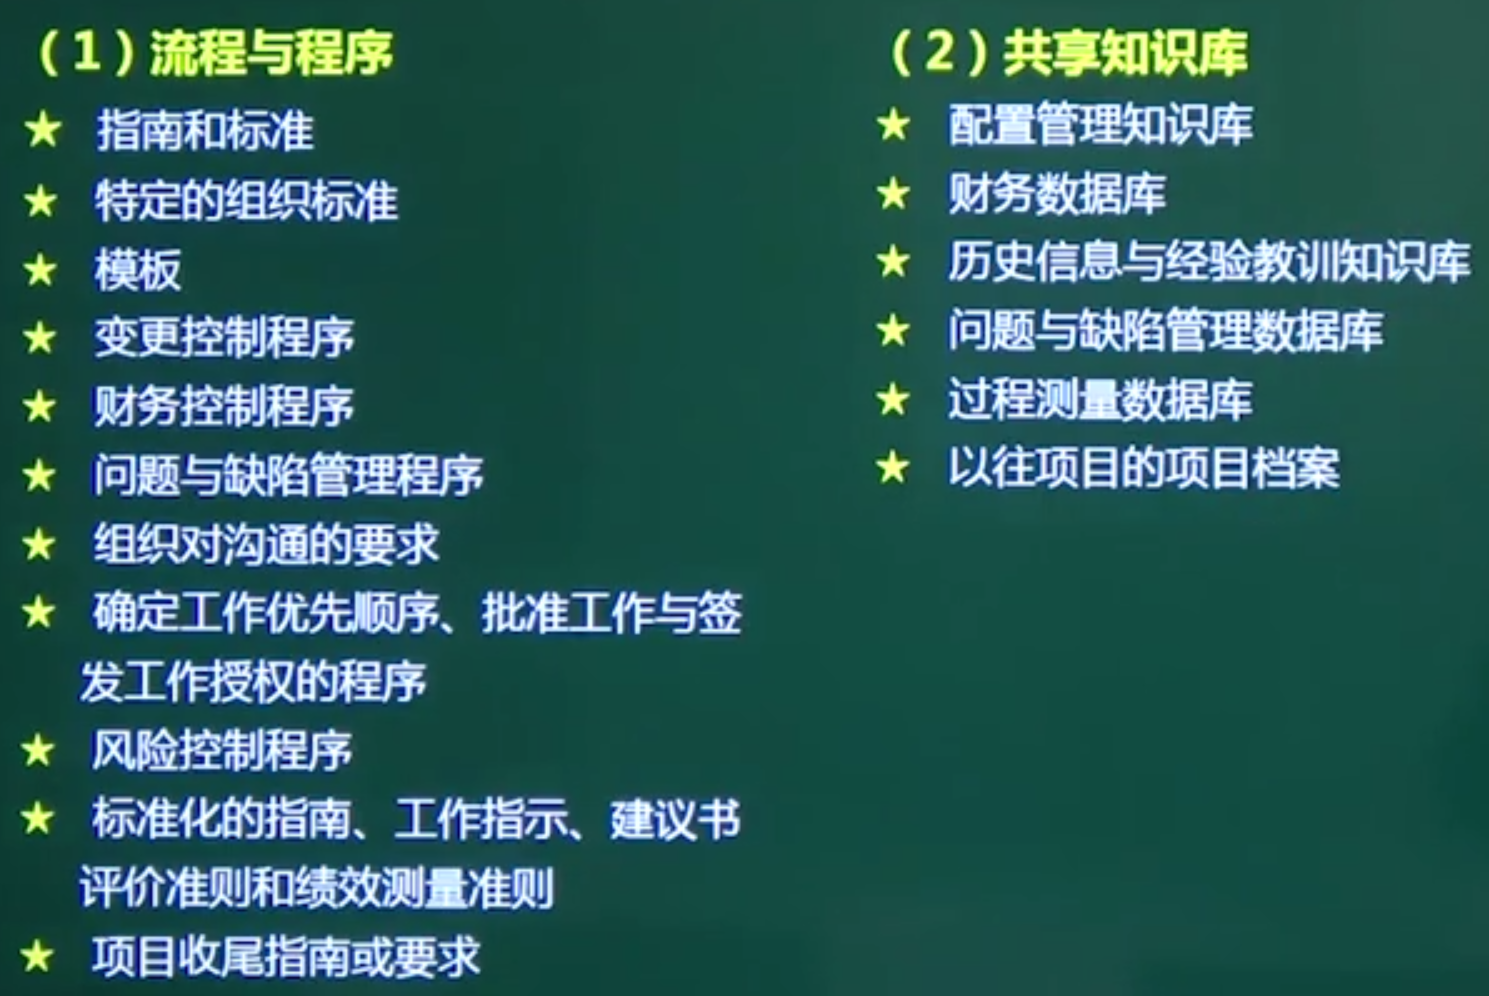 （1）流程与程序
★ 指南和标准
★ 特定的组织标准
★ 模板
★ 变更控制程序
★ 财务控制程序
★ 问题与缺陷管理程序
★ 组织对沟通的要求
★ 确定工作优先顺序、批准工作与签
发工作授权的程序
★ 风险控制程序
★ 标准化的指南、工作指示、建议书
评价准则和绩效测量准则
★ 项目收尾指南或要求
（2）共享知识库
★ 配置管理知识库
★ 财务数据库
★ 历史信息与经验教训知识库
★ 问题与缺陷管理数据库
★ 过程测量数据库
★ 以往项目的项目档案